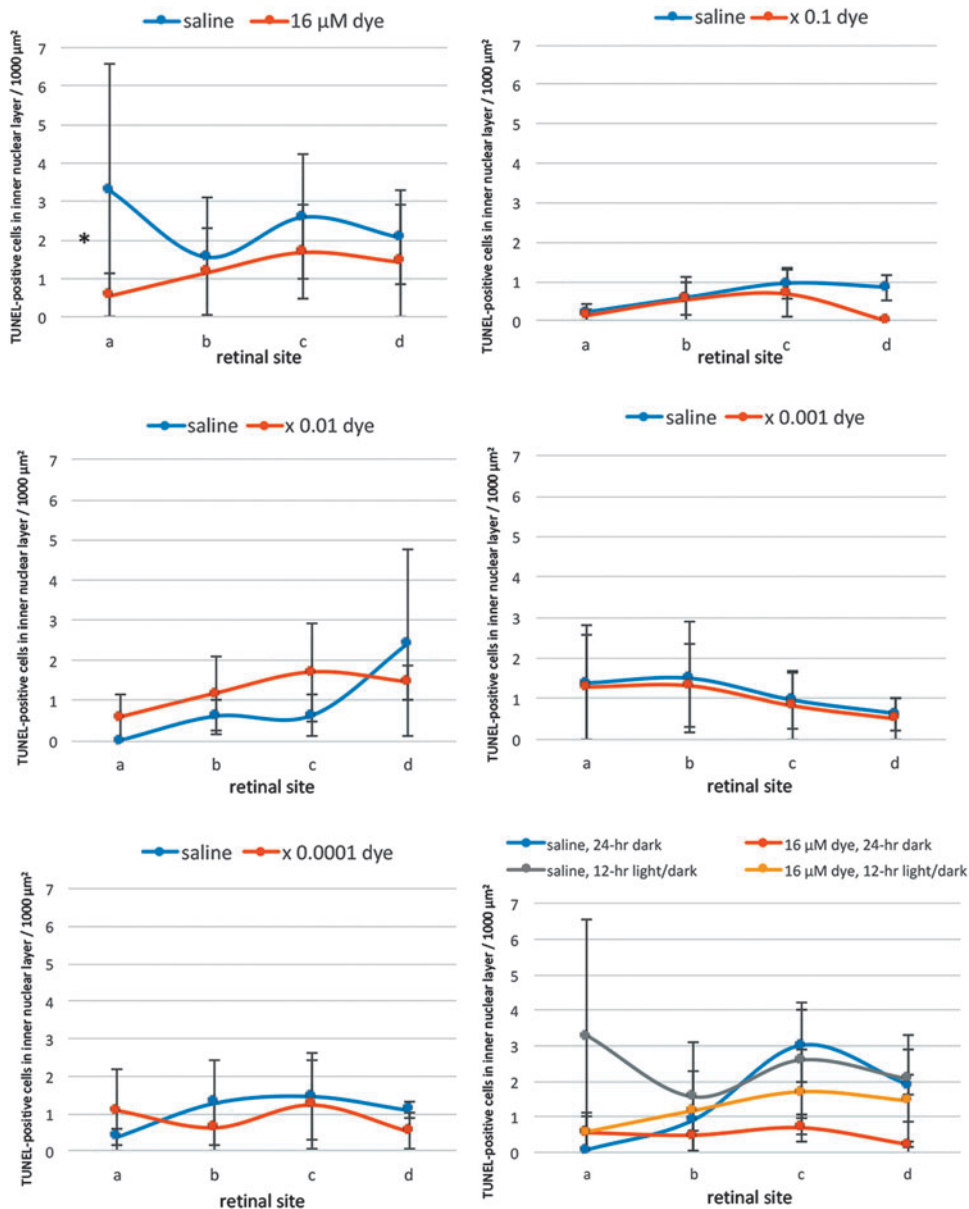 saline 16 µM dye
TUNEL-positive cells in inner nuclear layer / 1000 µm²
7
6
5
4
3
2
1
0
*
a b c d
retinal site
saline x 0.1 dye
TUNEL-positive cells in inner nuclear layer / 1000 µm²
7
6
5
4
3
2
1
0
a b c d
retinal site
saline x 0.01 dye
TUNEL-positive cells in inner nuclear layer / 1000 µm²
7
6
5
4
3
2
1
0
a b c d
retinal site
saline x 0.001 dye
TUNEL-positive cells in inner nuclear layer / 1000 µm²
7
6
5
4
3
2
1
0
a b c d
retinal site
saline x 0.0001 dye
TUNEL-positive cells in inner nuclear layer / 1000 µm²
7
6
5
4
3
2
1
0
a b c d
retinal site
saline, 24-hr dark 16 µM dye, 24-hr dark
saline, 12-hr light/dark 16 µM dye, 12-hr light/dark
TUNEL-positive cells in inner nuclear layer / 1000 µm²
7
6
5
4
3
2
1
0
a b c d
retinal site